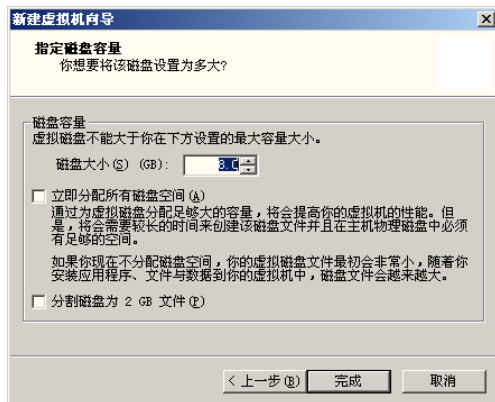 新建虚拟机向导
指定磁盘容量
你想要将该磁盘设置为多大?
磁盘容量
虚拟磁盘不能大于你在下方设置的最大容量大小。
磁盘大小(S) (GB): 8.0
立即分配所有磁盘空间(A)
通过为虚拟磁盘分配足够大的容量，将会提高你的虚拟机的性能。但
是，将会需要较长的时间来创建该磁盘文件并且在主机物理磁盘中必须
有足够的空间。
如果你现在不分配磁盘空间，你的虚拟磁盘文件最初会非常小，随着你
安装应用程序、文件与数据到你的虚拟机中，磁盘文件会越来越大。
分割磁盘为 2 GB 文件(P)
< 上一步(B) 完成 取消